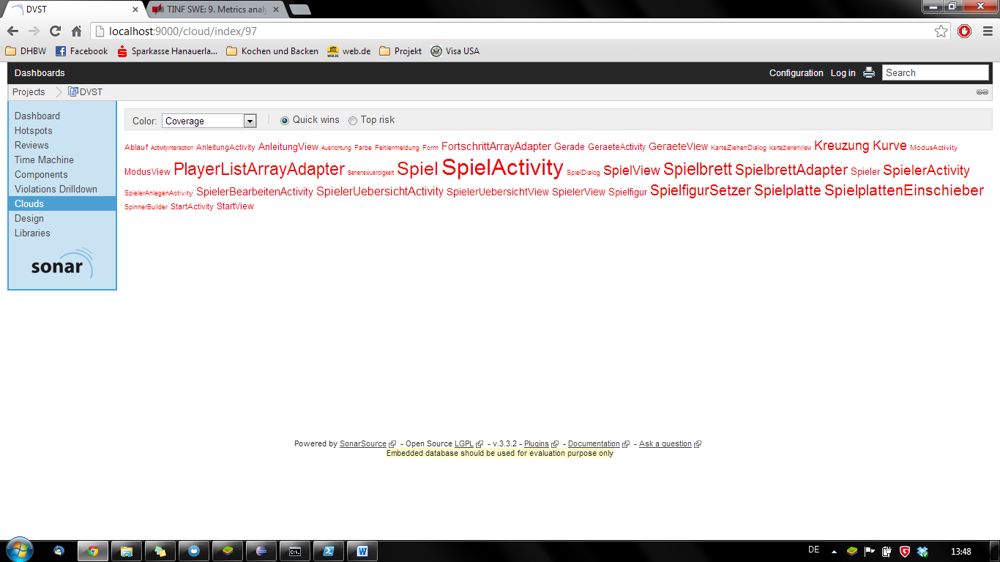 DVST
TINF SWE: 9. Metrics analy
localhost:9000/cloud/index/97
DHBW Facebook Sparkasse Hanauerla... Kochen und Backen web.de Projekt Visa USA
Dashboards Configuration Log in Search
Projects DVST
Dashboard
Hotspots
Reviews
Time Machine
Components
Violations Drilldown
Clouds
Design
Libraries
sonar
Color: Coverage Quick wins Top risk
Ablauf ActivityInteraction AnleitungActivity AnleitungView Ausrichtung Farbe Fehlermeldung Form FortschrittArrayAdapter Gerade GeraeteActivity GeraeteView KarteZiehenDialog KarteZiehenView Kreuzung Kurve ModusActivity
ModusView PlayerListArrayAdapter Sehenswuerdigkeit Spiel SpielActivity SpielDialog SpielView Spielbrett SpielbrettAdapter Spieler SpielerActivity
SpielerAnlegenActivity SpielerBearbeitenActivity SpielerUebersichtActivity SpielerUebersichtView SpielerView Spielfigur SpielfigurSetzer Spielplatte SpielplattenEinschieber
SpinnerBuilder StartActivity StartView
Powered by SonarSource - Open Source LGPL - v.3.3.2 - Plugins - Documentation - Ask a question
Embedded database should be used for evaluation purpose only
DE 13:48